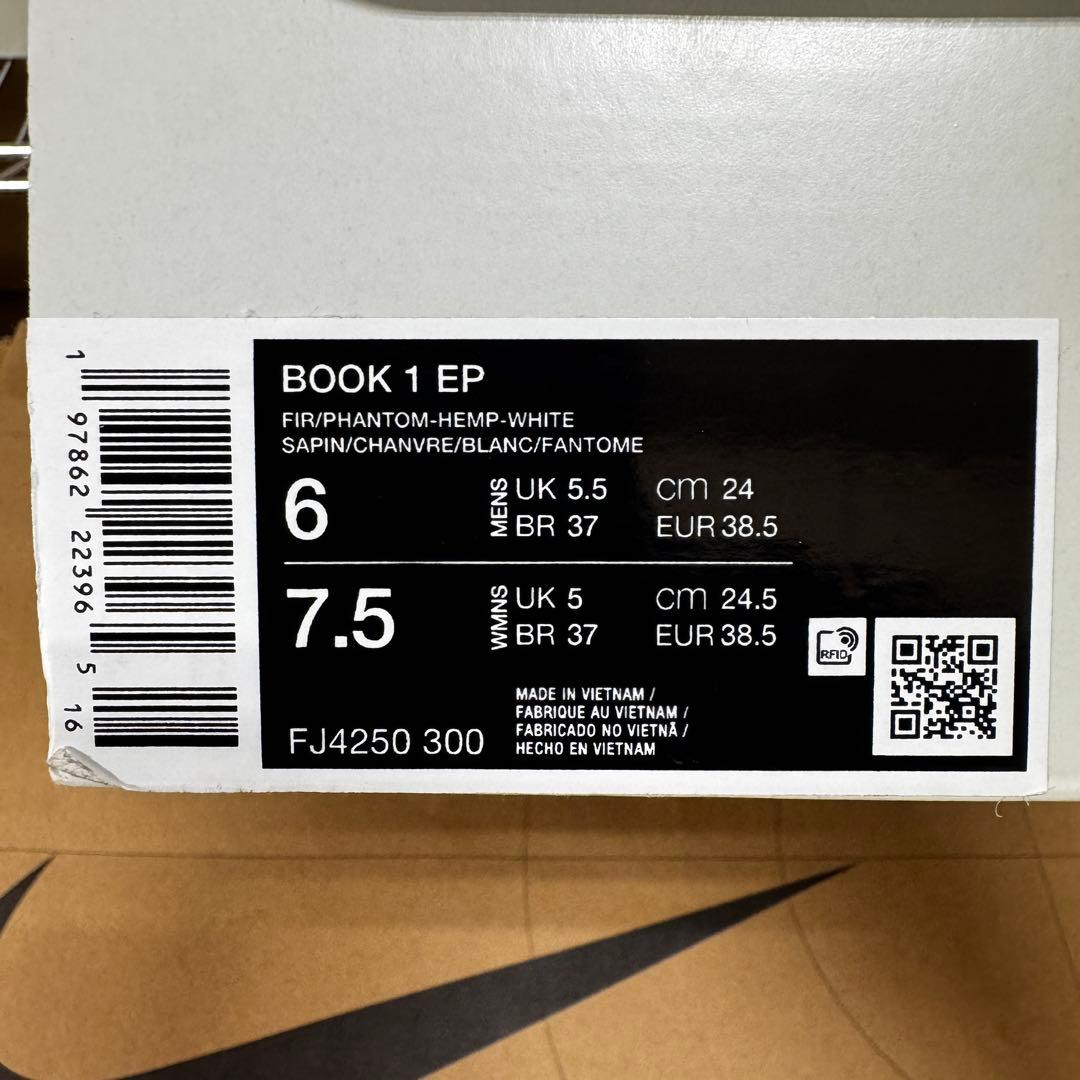 1 97862 22396 5 16
BOOK 1 EP
FIR/PHANTOM-HEMP-WHITE
SAPIN/CHANVRE/BLANC/FANTOME
6
MENS
UK 5.5 cm 24
BR 37 EUR 38.5
7.5
WMNS
UK 5 cm 24.5
BR 37 EUR 38.5
RFID
MADE IN VIETNAM /
FABRIQUE AU VIETNAM /
FABRICADO NO VIETNÃ /
HECHO EN VIETNAM
FJ4250 300